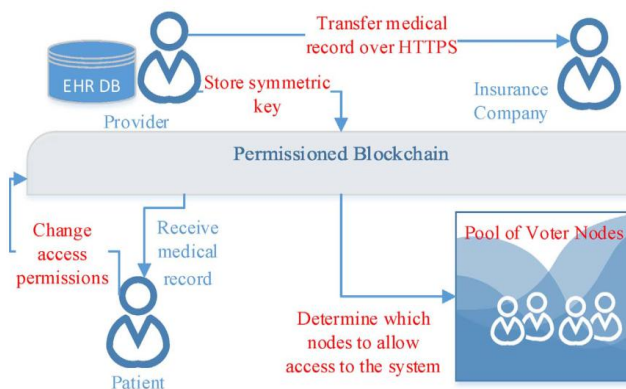 Transfer medical
record over HTTPS
EHR DB
Store symmetric
key
Provider
Insurance
Company
Permissioned Blockchain
Change
access
permissions
Receive
medical
record
Pool of Voter Nodes
Determine which
nodes to allow
access to the system
Patient